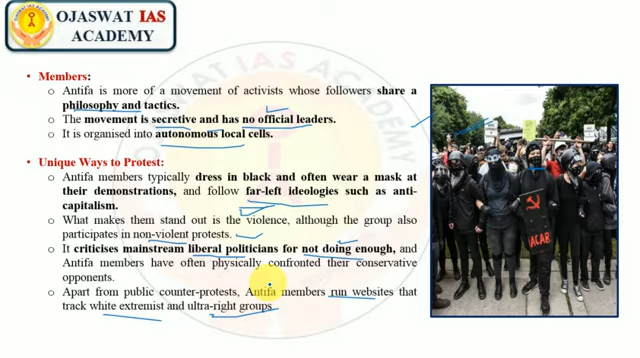 OJASWAT IAS
ACADEMY
• Members:
o Antifa is more of a movement of activists whose followers share a
philosophy and tactics.
o The movement is secretive and has no official leaders.
o It is organised into autonomous local cells.
• Unique Ways to Protest:
o Antifa members typically dress in black and often wear a mask at
their demonstrations, and follow far-left ideologies such as anti-
capitalism.
o What makes them stand out is the violence, although the group also
participates in non-violent protests.
o It criticises mainstream liberal politicians for not doing enough, and
Antifa members have often physically confronted their conservative
opponents.
o Apart from public counter-protests, Antifa members run websites that
track white extremist and ultra-right groups
ACAB